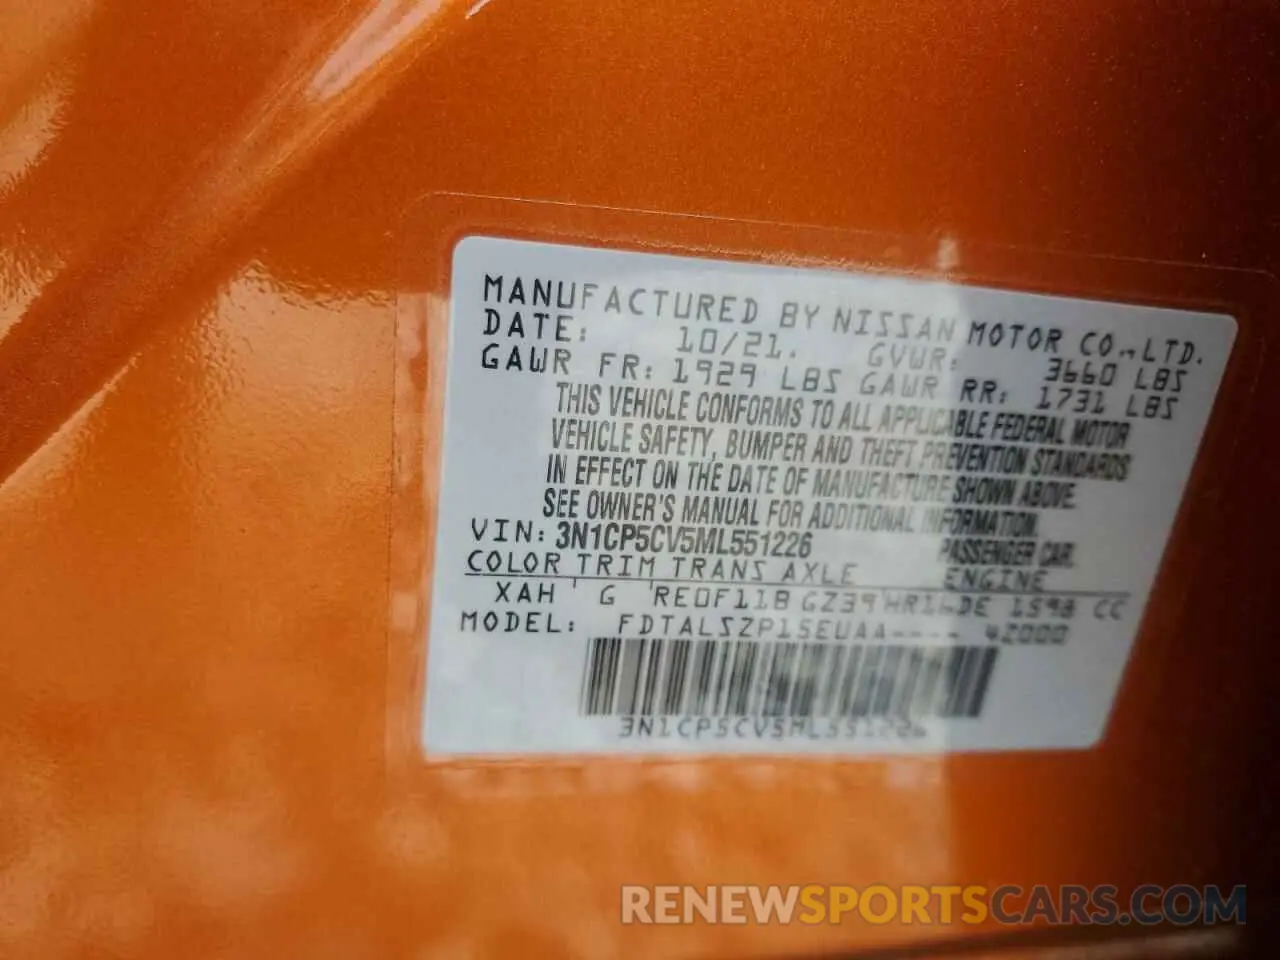 MANUFACTURED BY NISSAN MOTOR CO.,LTD.
DATE: 10/21. GVWR: 3660 LBS
GAWR FR: 1929 LBS GAWR RR: 1731 LBS
THIS VEHICLE CONFORMS TO ALL APPLICABLE FEDERAL MOTOR
VEHICLE SAFETY, BUMPER AND THEFT PREVENTION STANDARDS
IN EFFECT ON THE DATE OF MANUFACTURE SHOWN ABOVE.
SEE OWNER'S MANUAL FOR ADDITIONAL INFORMATION.
VIN: 3N1CP5CV5ML551226 PASSENGER CAR.
COLOR TRIM TRANS AXLE ENGINE
XAH G RE0F11B GZ39 HR16DE 1598 CC
MODEL: FDTALSZP15EUAA---- 42000
3N1CP5CV5ML551226
RENEWSPORTSCARS.COM